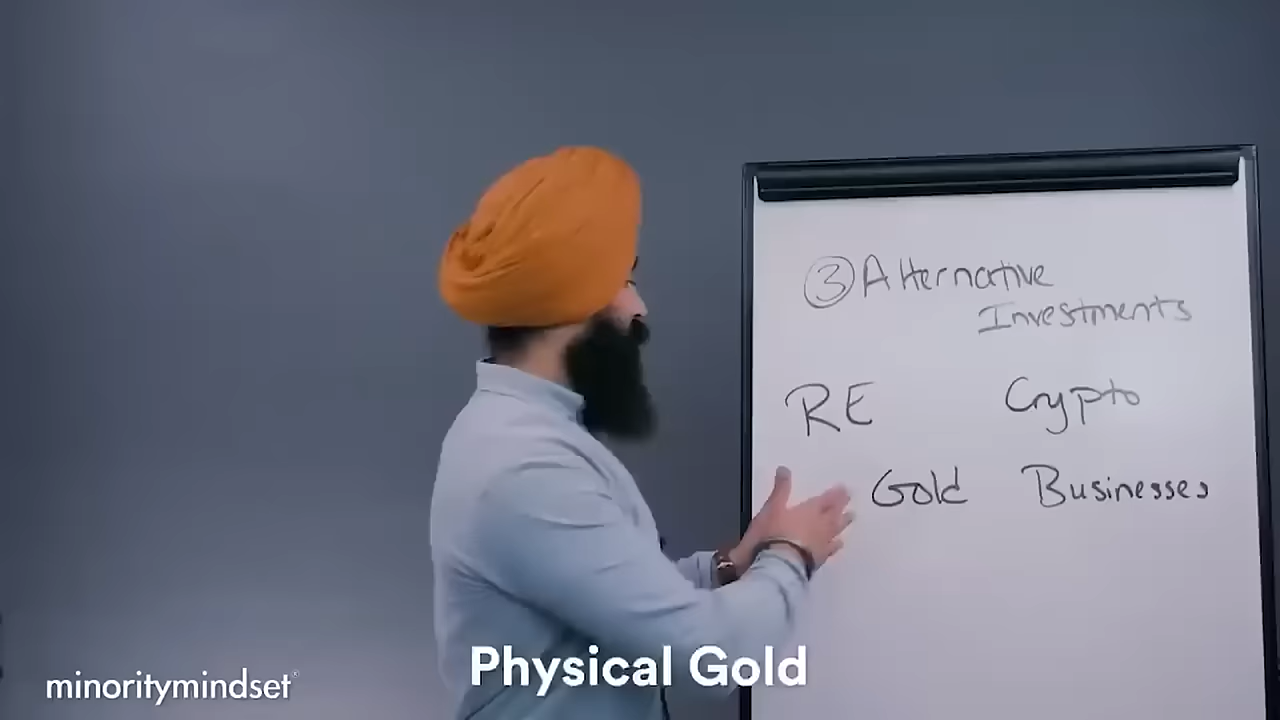 ③ Alternative
Investments
RE Crypto
Gold Businesses
Physical Gold
minoritymindset®